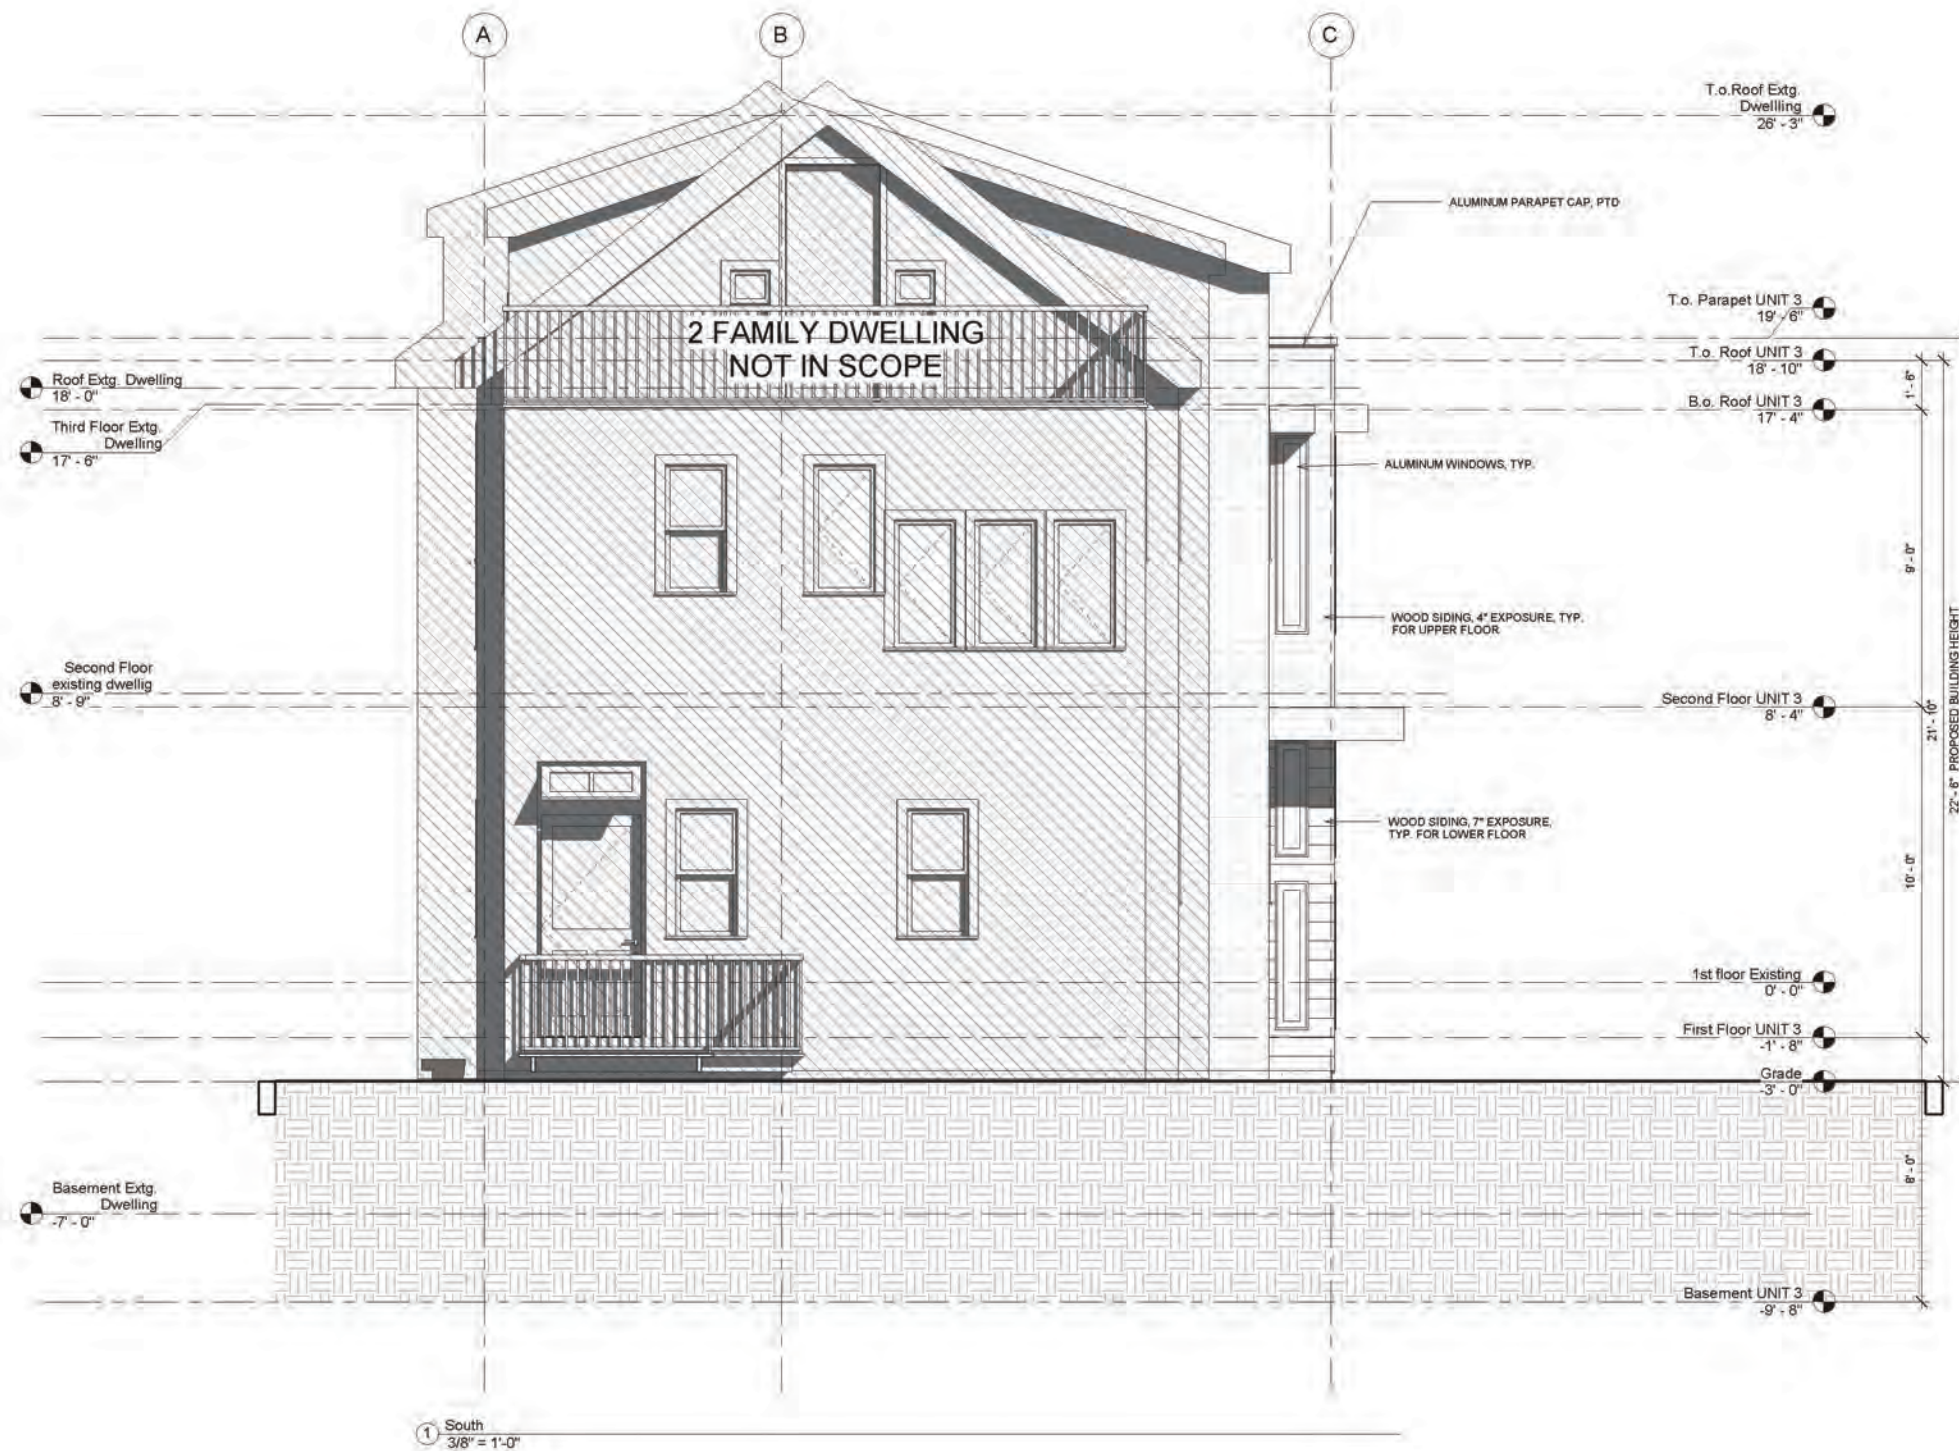 A
B
C
T.o.Roof Extg.
Dwellling
26' - 3"
ALUMINUM PARAPET CAP, PTD
T.o. Parapet UNIT 3
19' - 6"
2 FAMILY DWELLING
NOT IN SCOPE
T.o. Roof UNIT 3
18' - 10"
Roof Extg. Dwelling
18' - 0"
1' - 6"
B.o. Roof UNIT 3
17' - 4"
Third Floor Extg.
Dwelling
17' - 6"
ALUMINUM WINDOWS, TYP.
9' - 0"
WOOD SIDING, 4" EXPOSURE, TYP.
FOR UPPER FLOOR
Second Floor
existing dwellig
8' - 9"
Second Floor UNIT 3
8' - 4"
21' - 10"
22' - 6" PROPOSED BUILDING HEIGHT
WOOD SIDING, 7" EXPOSURE,
TYP. FOR LOWER FLOOR
10' - 0"
1st floor Existing
0' - 0"
First Floor UNIT 3
-1' - 8"
Grade
-3' - 0"
8' - 0"
Basement Extg.
Dwelling
-7' - 0"
Basement UNIT 3
-9' - 8"
1
South
3/8" = 1'-0"